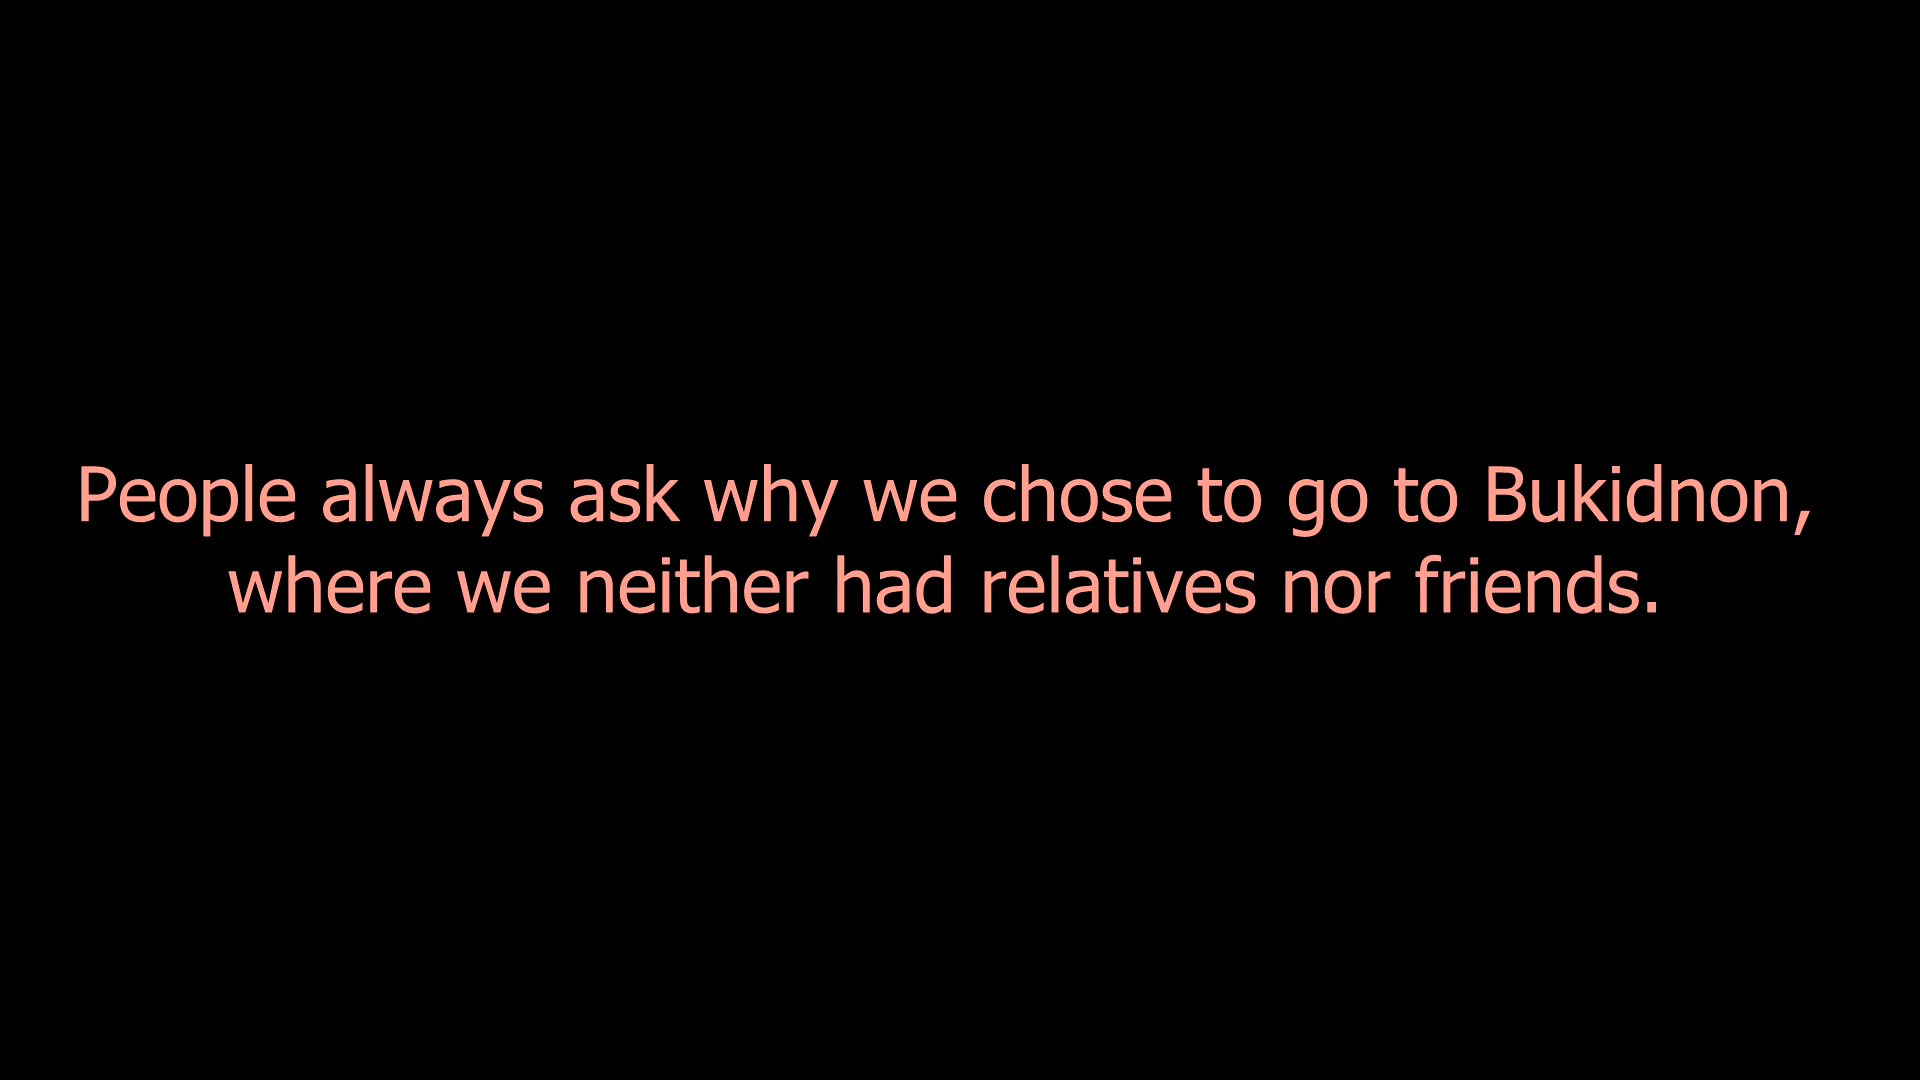 People always ask why we chose to go to Bukidnon,
where we neither had relatives nor friends.